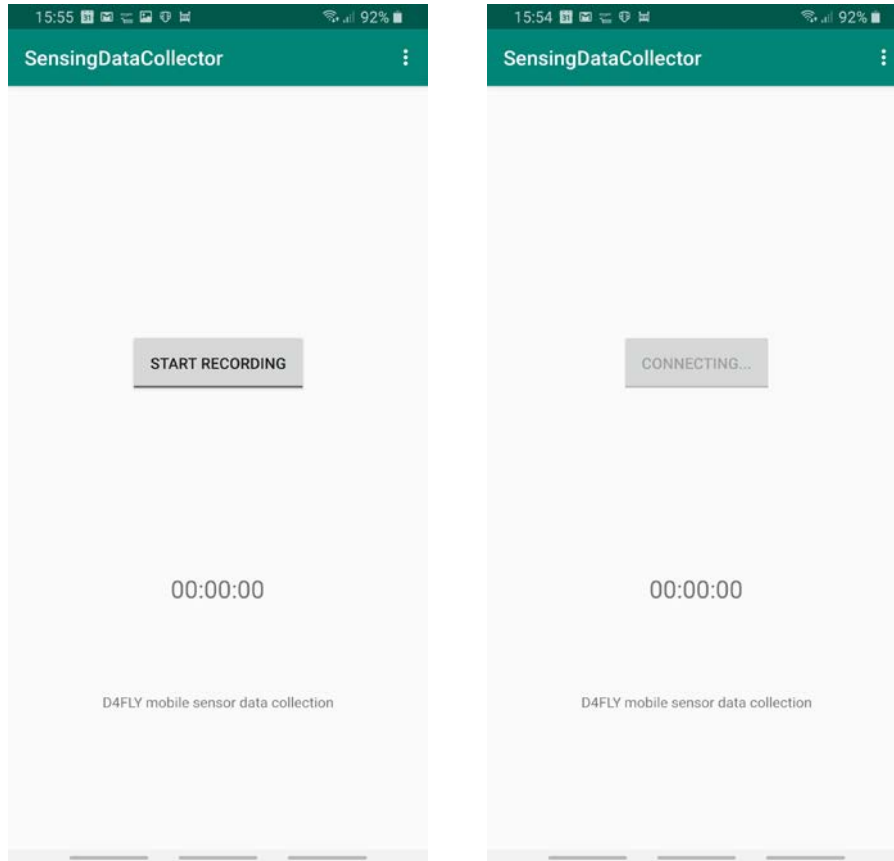 15:55 92%
SensingDataCollector
START RECORDING
00:00:00
D4FLY mobile sensor data collection
15:54 92%
SensingDataCollector
CONNECTING...
00:00:00
D4FLY mobile sensor data collection